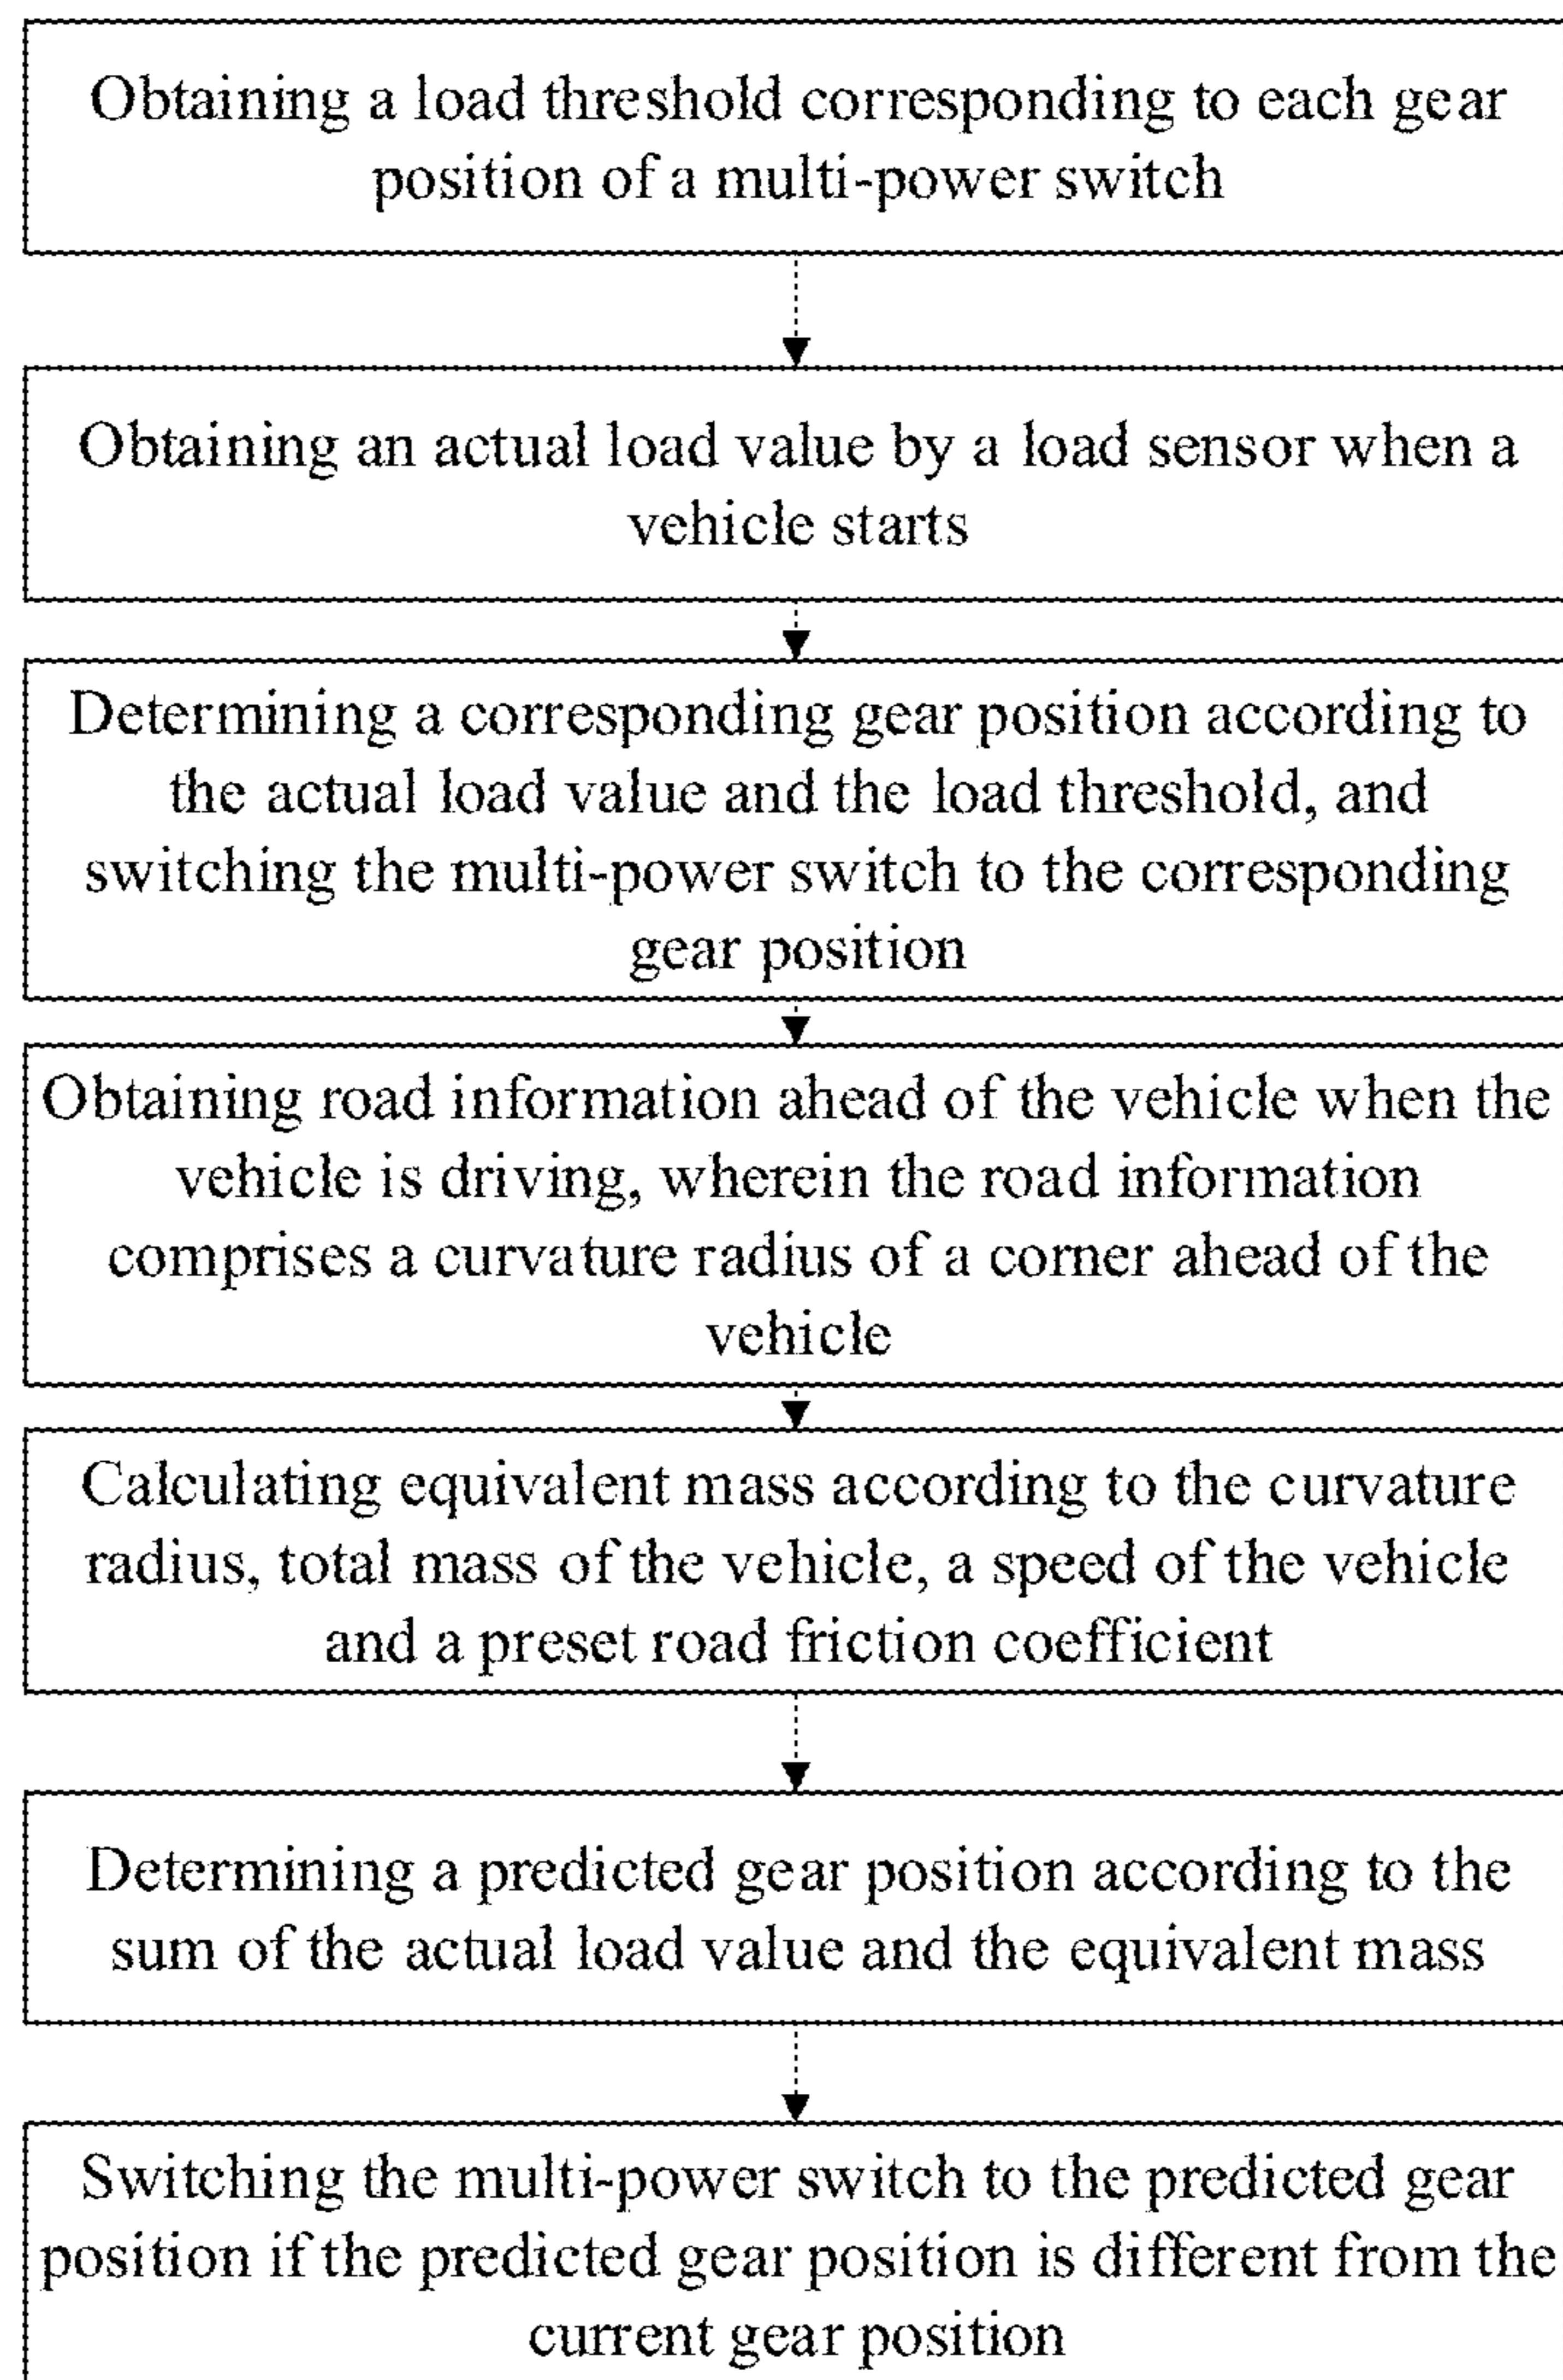 Obtaining a load threshold corresponding to each gear
position of a multi-power switch
Obtaining an actual load value by a load sensor when a
vehicle starts
Determining a corresponding gear position according to
the actual load value and the load threshold, and
switching the multi-power switch to the corresponding
gear position
Obtaining road information ahead of the vehicle when the
vehicle is driving, wherein the road information
comprises a curvature radius of a corner ahead of the
vehicle
Calculating equivalent mass according to the curvature
radius, total mass of the vehicle, a speed of the vehicle
and a preset road friction coefficient
Determining a predicted gear position according to the
sum of the actual load value and the equivalent mass
Switching the multi-power switch to the predicted gear
position if the predicted gear position is different from the
current gear position